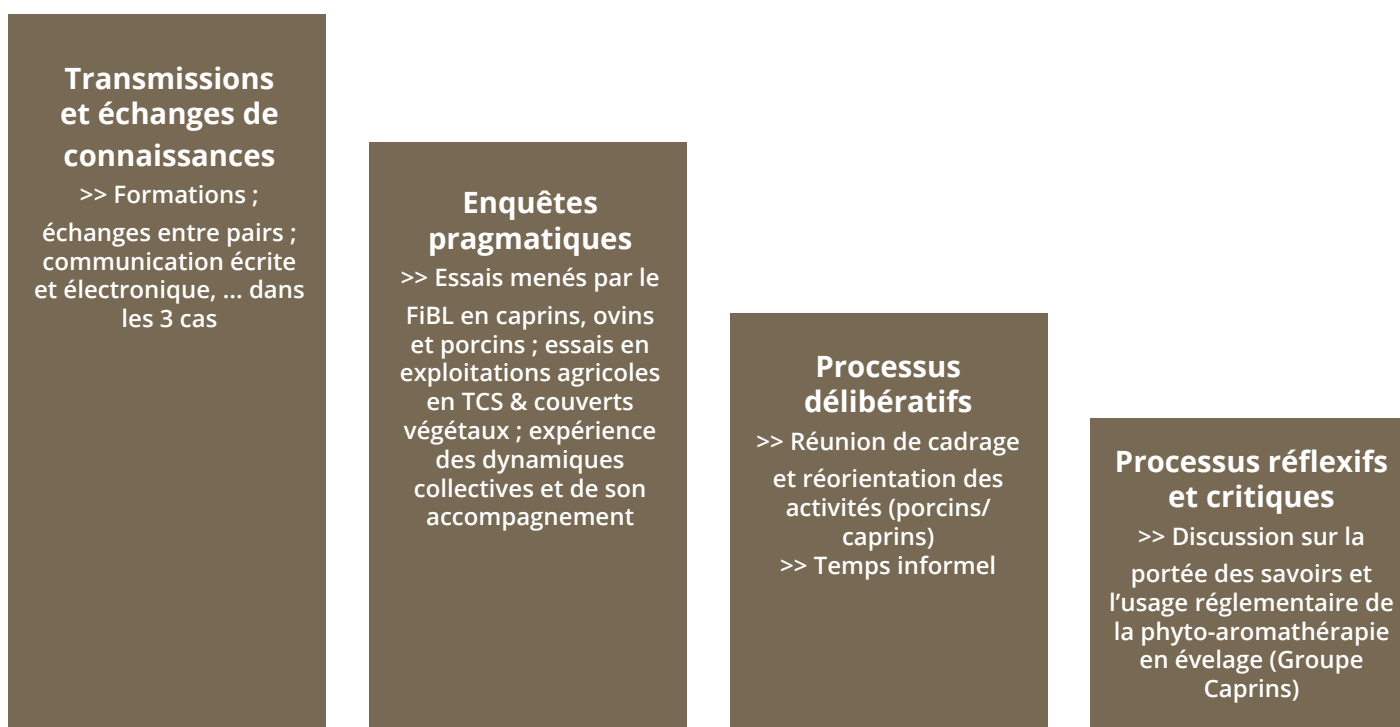 Transmissions
et échanges de
connaissances
>> Formations ;
échanges entre pairs ;
communication écrite
et électronique, ... dans
les 3 cas
Enquêtes
pragmatiques
>> Essais menés par le
FiBL en caprins, ovins
et porcins ; essais en
exploitations agricoles
en TCS & couverts
végétaux ; expérience
des dynamiques
collectives et de son
accompagnement
Processus
délibératifs
>> Réunion de cadrage
et réorientation des
activités (porcins/
caprins)
>> Temps informel
Processus réflexifs
et critiques
>> Discussion sur la
portée des savoirs et
l’usage réglementaire de
la phyto-aromathérapie
en évelage (Groupe
Caprins)